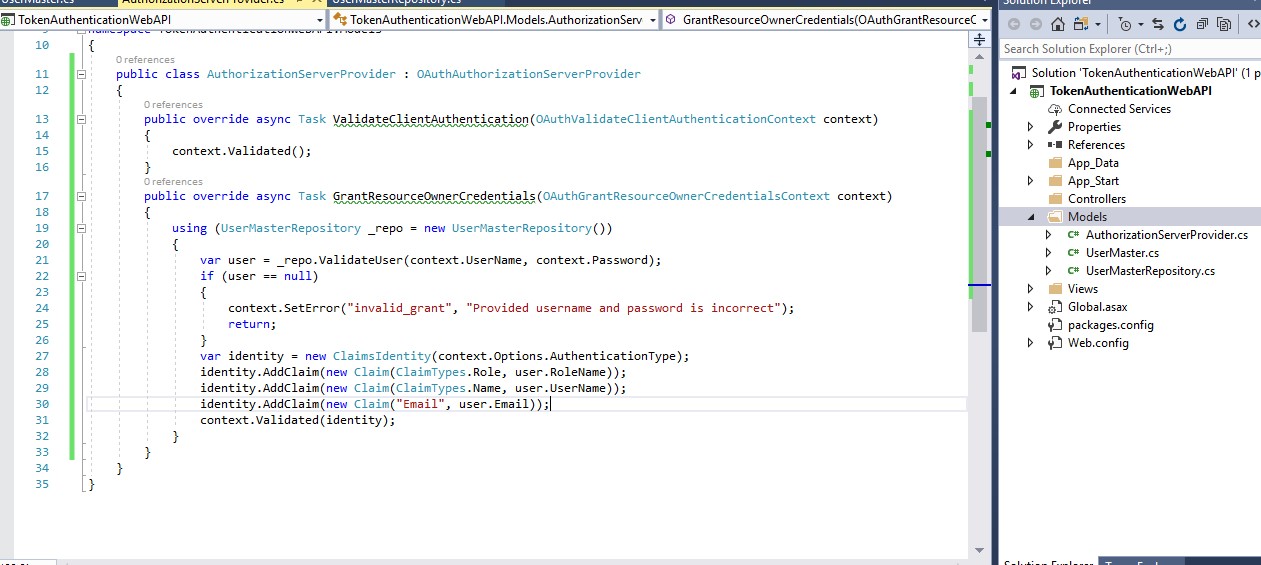 UserMaster.cs AuthorizationServerProvider.cs UserMasterRepository.cs
TokenAuthenticationWebAPI TokenAuthenticationWebAPI.Models.AuthorizationServ GrantResourceOwnerCredentials(OAuthGrantResourceC
namespace TokenAuthenticationWebAPI.Models
10 {
0 references
11 public class AuthorizationServerProvider : OAuthAuthorizationServerProvider
12 {
0 references
13 public override async Task ValidateClientAuthentication(OAuthValidateClientAuthenticationContext context)
14 {
15 context.Validated();
16 }
0 references
17 public override async Task GrantResourceOwnerCredentials(OAuthGrantResourceOwnerCredentialsContext context)
18 {
19 using (UserMasterRepository _repo = new UserMasterRepository())
20 {
21 var user = _repo.ValidateUser(context.UserName, context.Password);
22 if (user == null)
23 {
24 context.SetError("invalid_grant", "Provided username and password is incorrect");
25 return;
26 }
27 var identity = new ClaimsIdentity(context.Options.AuthenticationType);
28 identity.AddClaim(new Claim(ClaimTypes.Role, user.RoleName));
29 identity.AddClaim(new Claim(ClaimTypes.Name, user.UserName));
30 identity.AddClaim(new Claim("Email", user.Email));
31 context.Validated(identity);
32 }
33 }
34 }
35 }
Solution Explorer
Search Solution Explorer (Ctrl+;)
Solution 'TokenAuthenticationWebAPI' (1 p
TokenAuthenticationWebAPI
Connected Services
Properties
References
App_Data
App_Start
Controllers
Models
C# AuthorizationServerProvider.cs
C# UserMaster.cs
C# UserMasterRepository.cs
Views
Global.asax
packages.config
Web.config
Solution Explorer